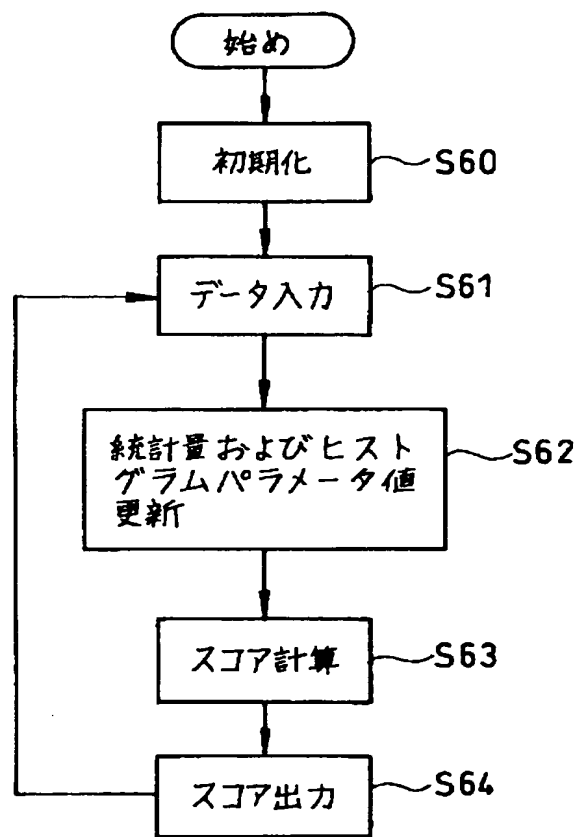 始め
初期化
S60
データ入力
S61
統計量およびヒスト
グラムパラメータ値
更新
S62
スコア計算
S63
スコア出力
S64